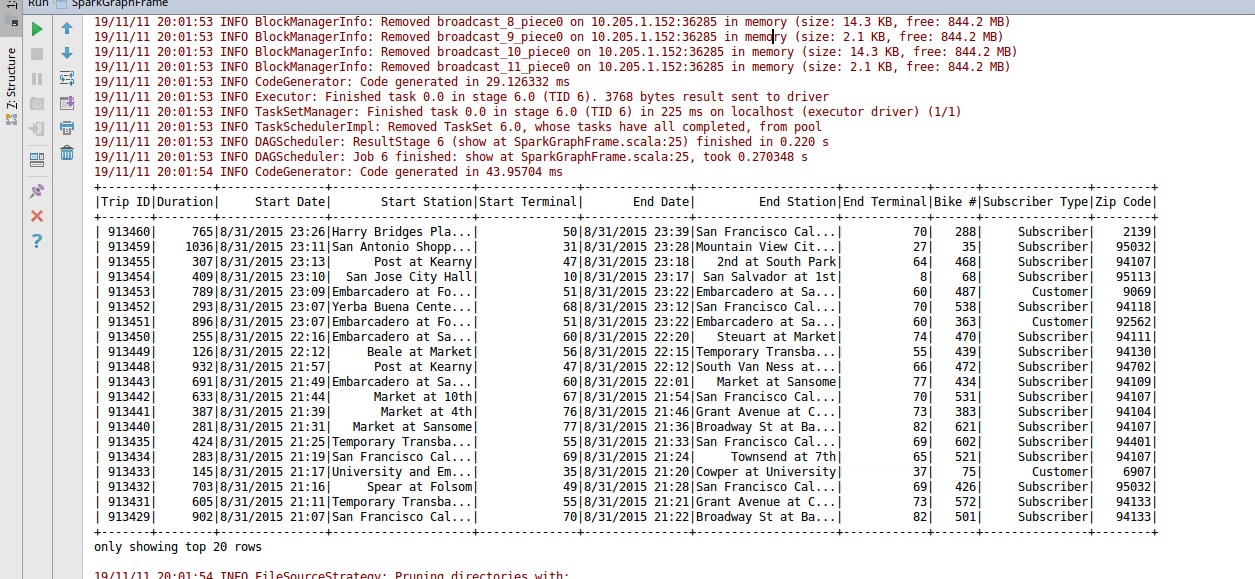 Run SparkGraphFrame
7: Structure
19/11/11 20:01:53 INFO BlockManagerInfo: Removed broadcast_8_piece0 on 10.205.1.152:36285 in memory (size: 14.3 KB, free: 844.2 MB)
19/11/11 20:01:53 INFO BlockManagerInfo: Removed broadcast_9_piece0 on 10.205.1.152:36285 in memory (size: 2.1 KB, free: 844.2 MB)
19/11/11 20:01:53 INFO BlockManagerInfo: Removed broadcast_10_piece0 on 10.205.1.152:36285 in memory (size: 14.3 KB, free: 844.2 MB)
19/11/11 20:01:53 INFO BlockManagerInfo: Removed broadcast_11_piece0 on 10.205.1.152:36285 in memory (size: 2.1 KB, free: 844.2 MB)
19/11/11 20:01:53 INFO CodeGenerator: Code generated in 29.126332 ms
19/11/11 20:01:53 INFO Executor: Finished task 0.0 in stage 6.0 (TID 6). 3768 bytes result sent to driver
19/11/11 20:01:53 INFO TaskSetManager: Finished task 0.0 in stage 6.0 (TID 6) in 225 ms on localhost (executor driver) (1/1)
19/11/11 20:01:53 INFO TaskSchedulerImpl: Removed TaskSet 6.0, whose tasks have all completed, from pool
19/11/11 20:01:53 INFO DAGScheduler: ResultStage 6 (show at SparkGraphFrame.scala:25) finished in 0.220 s
19/11/11 20:01:53 INFO DAGScheduler: Job 6 finished: show at SparkGraphFrame.scala:25, took 0.270348 s
19/11/11 20:01:54 INFO CodeGenerator: Code generated in 43.95704 ms
+-------+--------+---------------+--------------------+--------------+---------------+--------------------+------------+------+---------------+--------+
|Trip ID|Duration|     Start Date|       Start Station|Start Terminal|       End Date|         End Station|End Terminal|Bike #|Subscriber Type|Zip Code|
+-------+--------+---------------+--------------------+--------------+---------------+--------------------+------------+------+---------------+--------+
| 913460|     765|8/31/2015 23:26|Harry Bridges Pla...|            50|8/31/2015 23:39|San Francisco Cal...|          70|   288|     Subscriber|    2139|
| 913459|    1036|8/31/2015 23:11|San Antonio Shopp...|            31|8/31/2015 23:28|Mountain View Cit...|          27|    35|     Subscriber|   95032|
| 913455|     307|8/31/2015 23:13|      Post at Kearny|            47|8/31/2015 23:18|   2nd at South Park|          64|   468|     Subscriber|   94107|
| 913454|     409|8/31/2015 23:10|  San Jose City Hall|            10|8/31/2015 23:17| San Salvador at 1st|           8|    68|     Subscriber|   95113|
| 913453|     789|8/31/2015 23:09|Embarcadero at Fo...|            51|8/31/2015 23:22|Embarcadero at Sa...|          60|   487|       Customer|    9069|
| 913452|     293|8/31/2015 23:07|Yerba Buena Cente...|            68|8/31/2015 23:12|San Francisco Cal...|          70|   538|     Subscriber|   94118|
| 913451|     896|8/31/2015 23:07|Embarcadero at Fo...|            51|8/31/2015 23:22|Embarcadero at Sa...|          60|   363|       Customer|   92562|
| 913450|     255|8/31/2015 22:16|Embarcadero at Sa...|            60|8/31/2015 22:20|   Steuart at Market|          74|   470|     Subscriber|   94111|
| 913449|     126|8/31/2015 22:12|     Beale at Market|            56|8/31/2015 22:15|Temporary Transba...|          55|   439|     Subscriber|   94130|
| 913448|     932|8/31/2015 21:57|      Post at Kearny|            47|8/31/2015 22:12|South Van Ness at...|          66|   472|     Subscriber|   94702|
| 913443|     691|8/31/2015 21:49|Embarcadero at Sa...|            60|8/31/2015 22:01|   Market at Sansome|          77|   434|     Subscriber|   94109|
| 913442|     633|8/31/2015 21:44|      Market at 10th|            67|8/31/2015 21:54|San Francisco Cal...|          70|   531|     Subscriber|   94107|
| 913441|     387|8/31/2015 21:39|       Market at 4th|            76|8/31/2015 21:46|Grant Avenue at C...|          73|   383|     Subscriber|   94104|
| 913440|     281|8/31/2015 21:31|   Market at Sansome|            77|8/31/2015 21:36|Broadway St at Ba...|          82|   621|     Subscriber|   94107|
| 913435|     424|8/31/2015 21:25|Temporary Transba...|            55|8/31/2015 21:33|San Francisco Cal...|          69|   602|     Subscriber|   94401|
| 913434|     283|8/31/2015 21:19|San Francisco Cal...|            69|8/31/2015 21:24|     Townsend at 7th|          65|   521|     Subscriber|   94107|
| 913433|     145|8/31/2015 21:17|University and Em...|            35|8/31/2015 21:20|Cowper at University|          37|    75|       Customer|    6907|
| 913432|     703|8/31/2015 21:16|     Spear at Folsom|            49|8/31/2015 21:28|San Francisco Cal...|          69|   426|     Subscriber|   95032|
| 913431|     605|8/31/2015 21:11|Temporary Transba...|            55|8/31/2015 21:21|Grant Avenue at C...|          73|   572|     Subscriber|   94133|
| 913429|     902|8/31/2015 21:07|San Francisco Cal...|            70|8/31/2015 21:22|Broadway St at Ba...|          82|   501|     Subscriber|   94133|
+-------+--------+---------------+--------------------+--------------+---------------+--------------------+------------+------+---------------+--------+
only showing top 20 rows
19/11/11 20:01:54 INFO FileSourceStrategy: Pruning directories with: